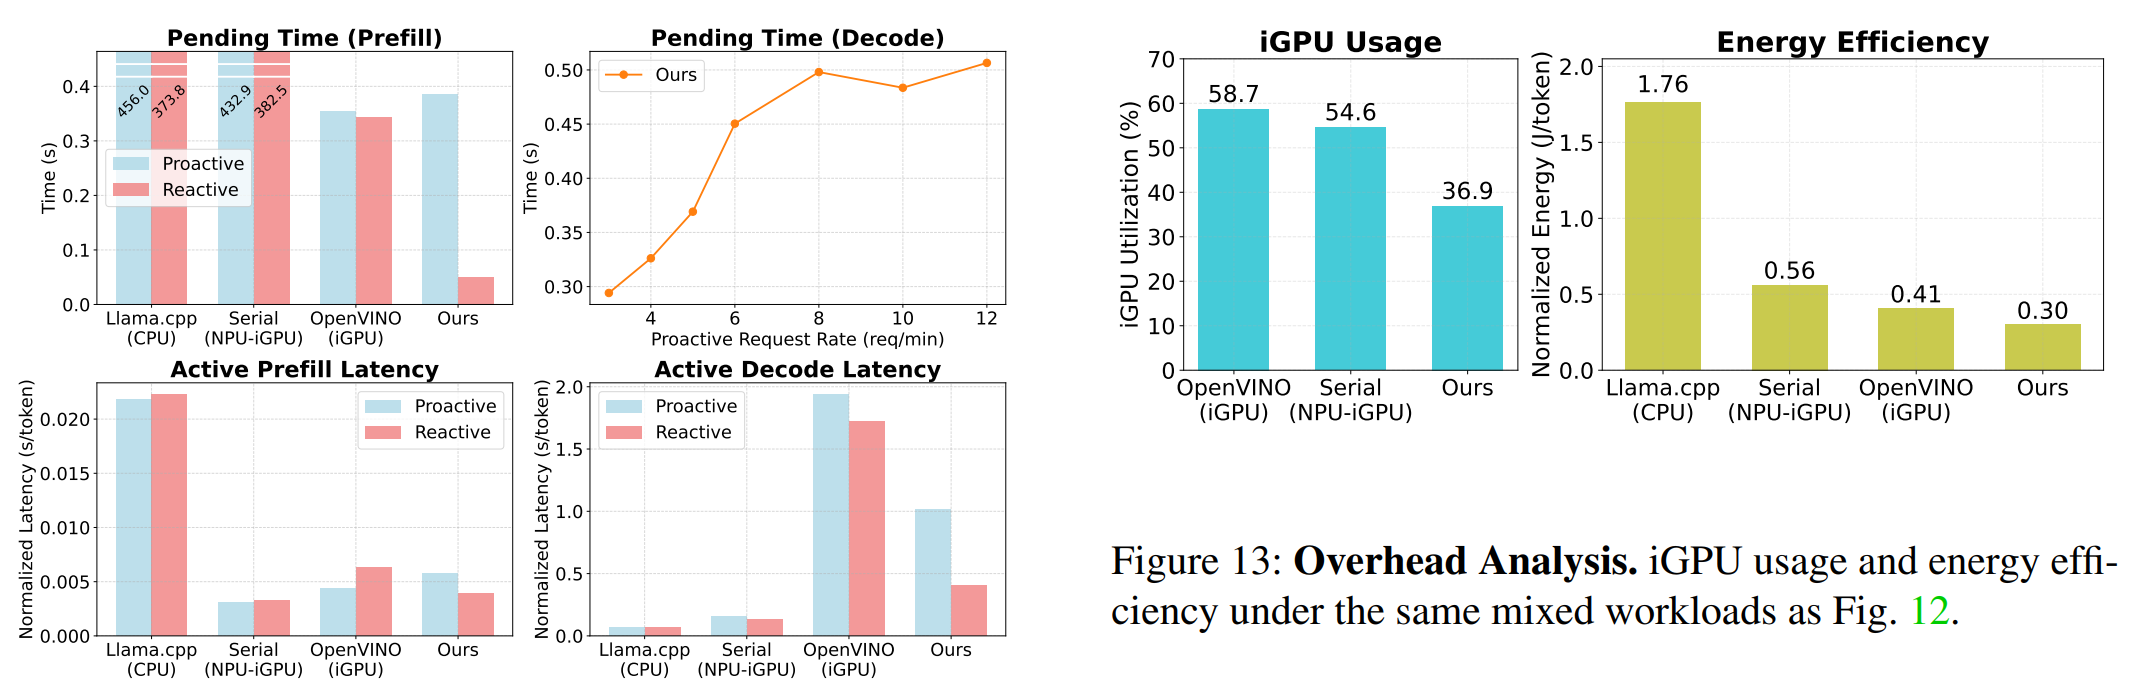 Pending Time (Prefill)
Time (s)
0.4
0.3
0.2
0.1
0.0
456.0
373.8
432.9
382.5
Proactive
Reactive
Llama.cpp
(CPU)
Serial
(NPU-iGPU)
OpenVINO
(iGPU)
Ours
Pending Time (Decode)
Time (s)
0.50
0.45
0.40
0.35
0.30
Ours
4
6
8
10
12
Proactive Request Rate (req/min)
Active Prefill Latency
Normalized Latency (s/token)
0.020
0.015
0.010
0.005
0.000
Proactive
Reactive
Llama.cpp
(CPU)
Serial
(NPU-iGPU)
OpenVINO
(iGPU)
Ours
Active Decode Latency
Normalized Latency (s/token)
2.0
1.5
1.0
0.5
0.0
Proactive
Reactive
Llama.cpp
(CPU)
Serial
(NPU-iGPU)
OpenVINO
(iGPU)
Ours
iGPU Usage
iGPU Utilization (%)
70
60
50
40
30
20
10
0
58.7
54.6
36.9
OpenVINO
(iGPU)
Serial
(NPU-iGPU)
Ours
Energy Efficiency
Normalized Energy (J/token)
2.0
1.5
1.0
0.5
0.0
1.76
0.56
0.41
0.30
Llama.cpp
(CPU)
Serial
(NPU-iGPU)
OpenVINO
(iGPU)
Ours
Figure 13: Overhead Analysis. iGPU usage and energy effi-
ciency under the same mixed workloads as Fig. 12.